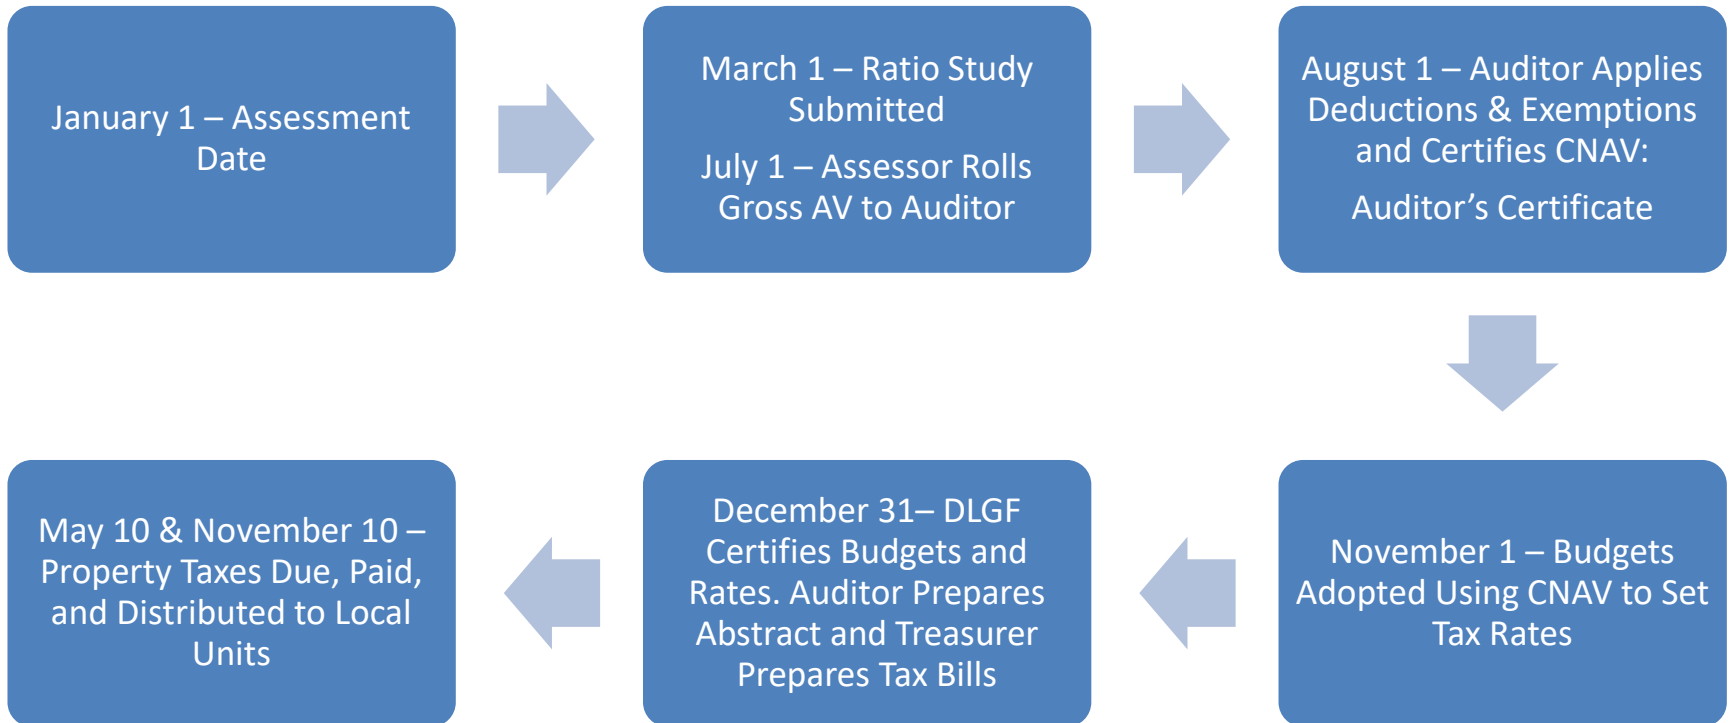 January 1 – Assessment
Date
March 1 – Ratio Study
Submitted
July 1 – Assessor Rolls
Gross AV to Auditor
August 1 – Auditor Applies
Deductions & Exemptions
and Certifies CNAV:
Auditor’s Certificate
November 1 – Budgets
Adopted Using CNAV to Set
Tax Rates
December 31– DLGF
Certifies Budgets and
Rates. Auditor Prepares
Abstract and Treasurer
Prepares Tax Bills
May 10 & November 10 –
Property Taxes Due, Paid,
and Distributed to Local
Units